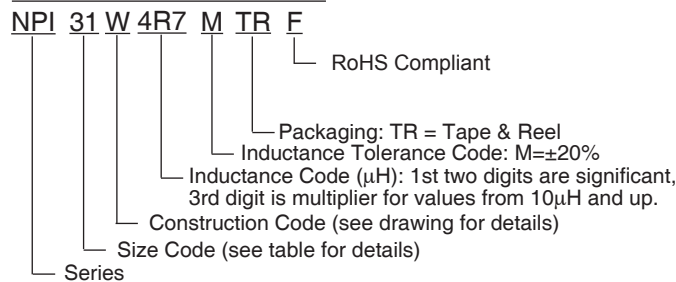 NPI 31 W 4R7 M TR F
RoHS Compliant
Packaging: TR = Tape & Reel
Inductance Tolerance Code: M=±20%
Inductance Code (μH): 1st two digits are significant,
3rd digit is multiplier for values from 10μH and up.
Construction Code (see drawing for details)
Size Code (see table for details)
Series